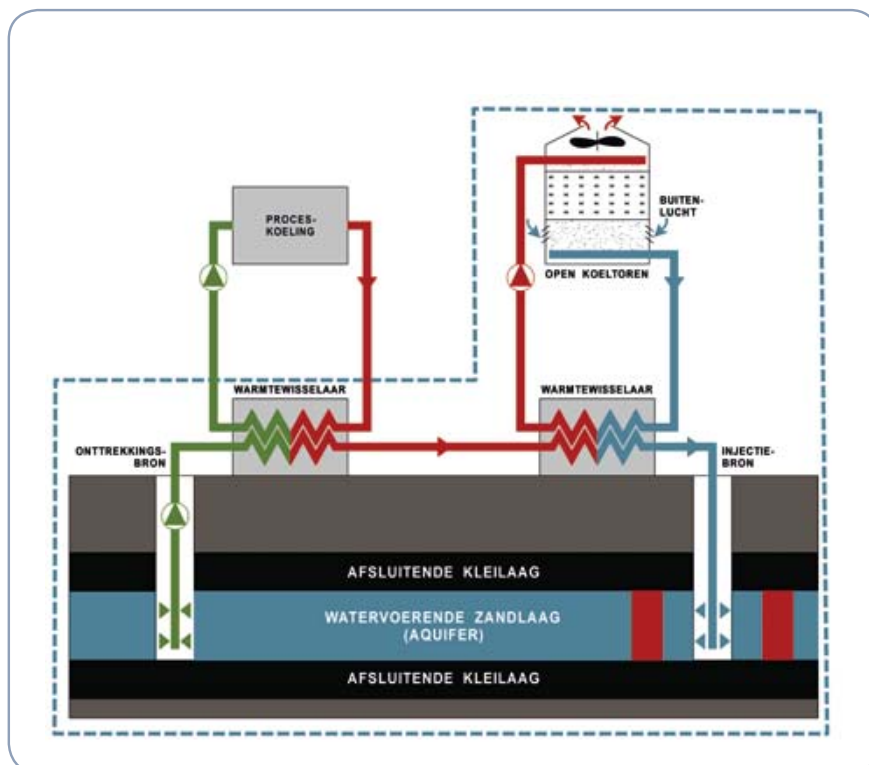 PROCES-
KOELING
BUITEN-
LUCHT
OPEN KOELTOREN
WARMTEWISSELAAR
WARMTEWISSELAAR
ONTTREKKINGS-
BRON
INJECTIE-
BRON
AFSLUITENDE KLEILAAG
WATERVOERENDE ZANDLAAG
(AQUIFER)
AFSLUITENDE KLEILAAG